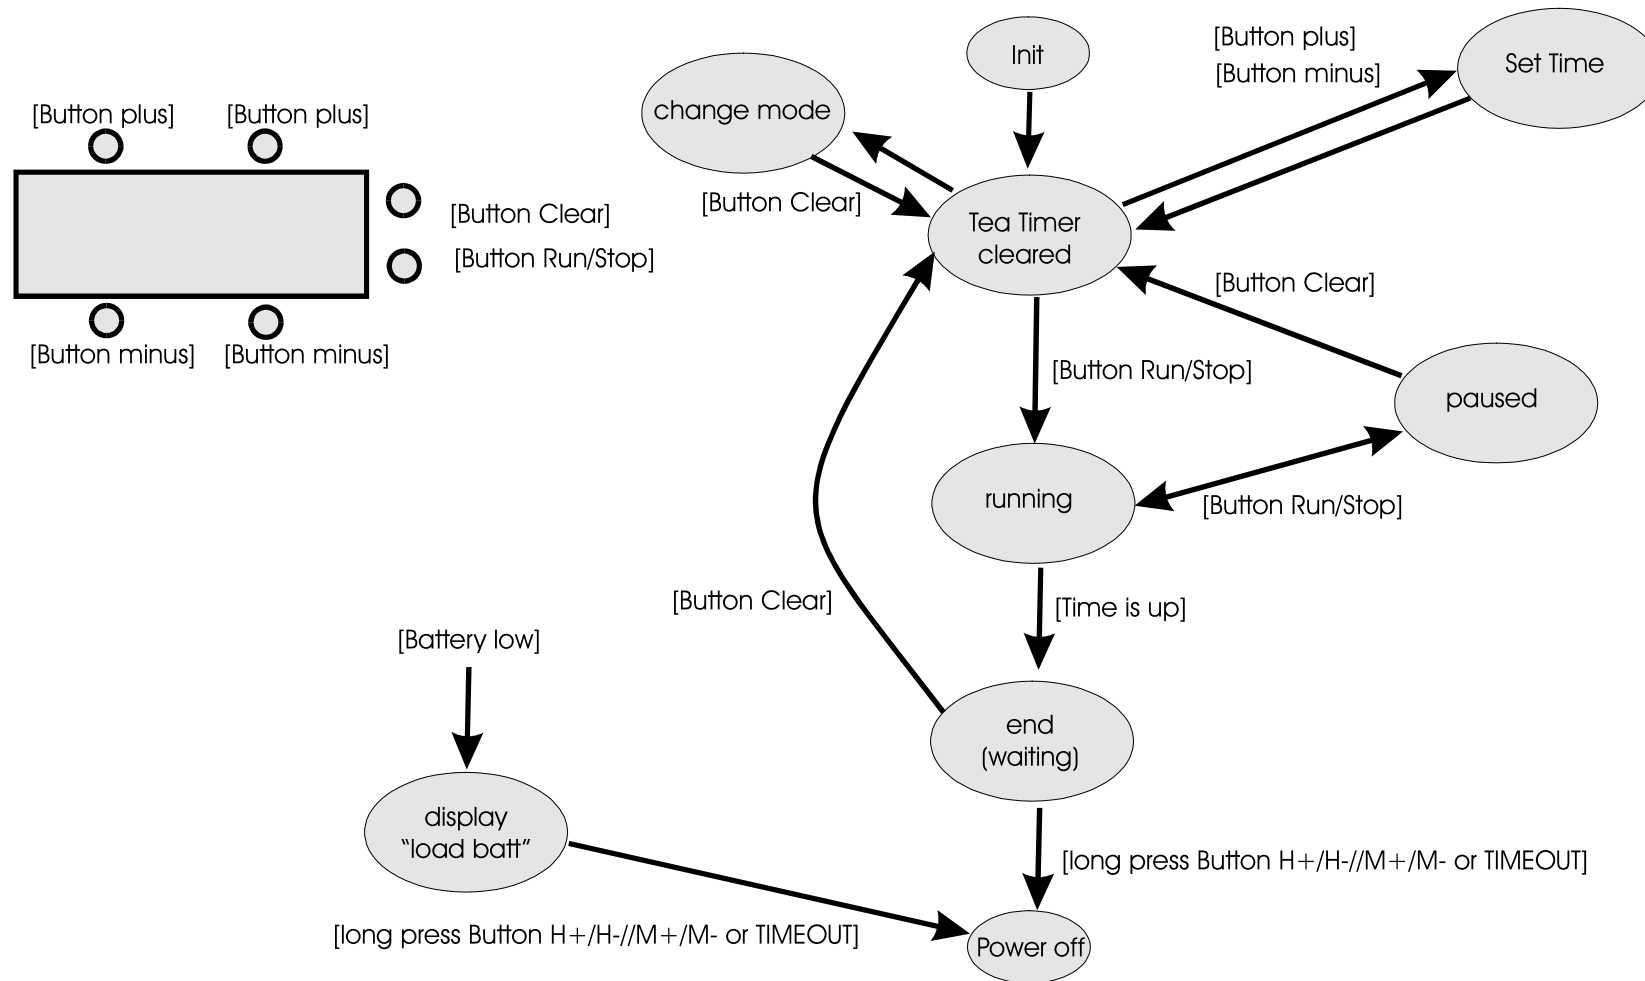 [Button plus]
[Button plus]
[Button Clear]
[Button Run/Stop]
[Button minus]
[Button minus]
Init
change mode
[Button plus]
[Button minus]
Set Time
[Button Clear]
Tea Timer
cleared
[Button Clear]
[Button Run/Stop]
paused
running
[Button Run/Stop]
[Button Clear]
[Time is up]
[Battery low]
end
(waiting)
display
“load batt”
[long press Button H+/H-//M+/M- or TIMEOUT]
[long press Button H+/H-//M+/M- or TIMEOUT]
Power off